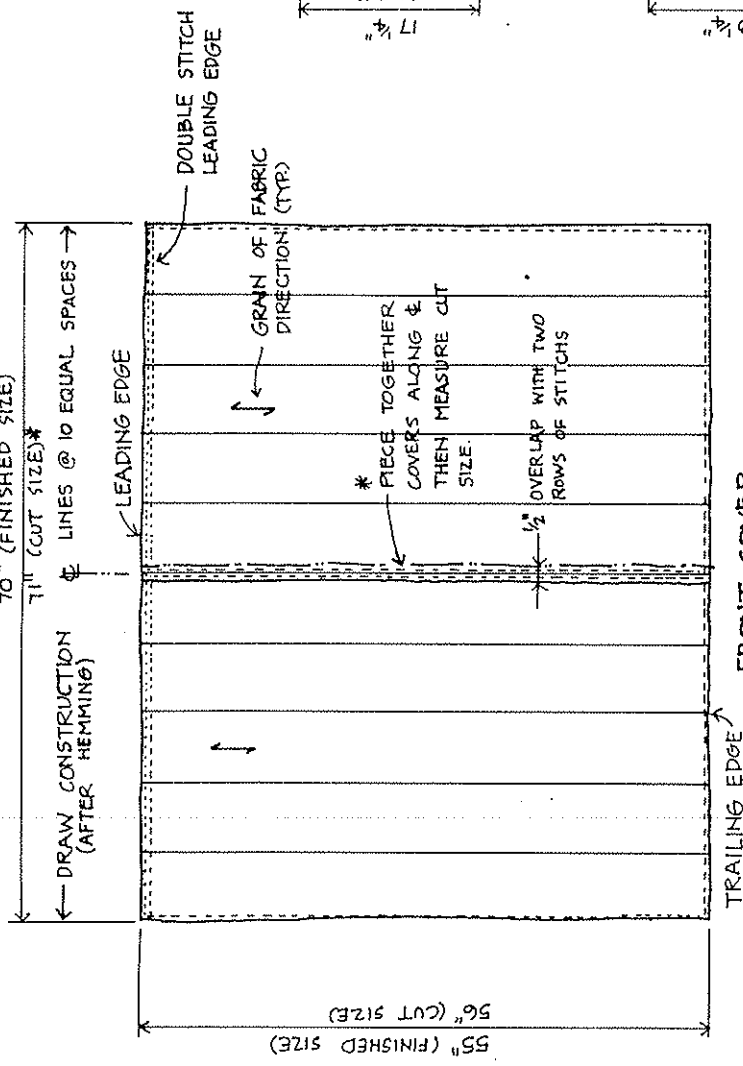 70" (FINISHED SIZE)
71" (CUT SIZE)*
DRAW CONSTRUCTION
(AFTER HEMMING)
℄ LINES @ 10 EQUAL SPACES
LEADING EDGE
DOUBLE STITCH
LEADING EDGE
17 1/4"
1/4"
GRAIN OF FABRIC
DIRECTION (TYP.)
*
PIECE TOGETHER
COVERS ALONG ℄
THEN MEASURE CUT
SIZE.
1/2" OVERLAP WITH TWO
ROWS OF STITCHS
55" (FINISHED SIZE)
56" (CUT SIZE)
TRAILING EDGE
FRONT COVER